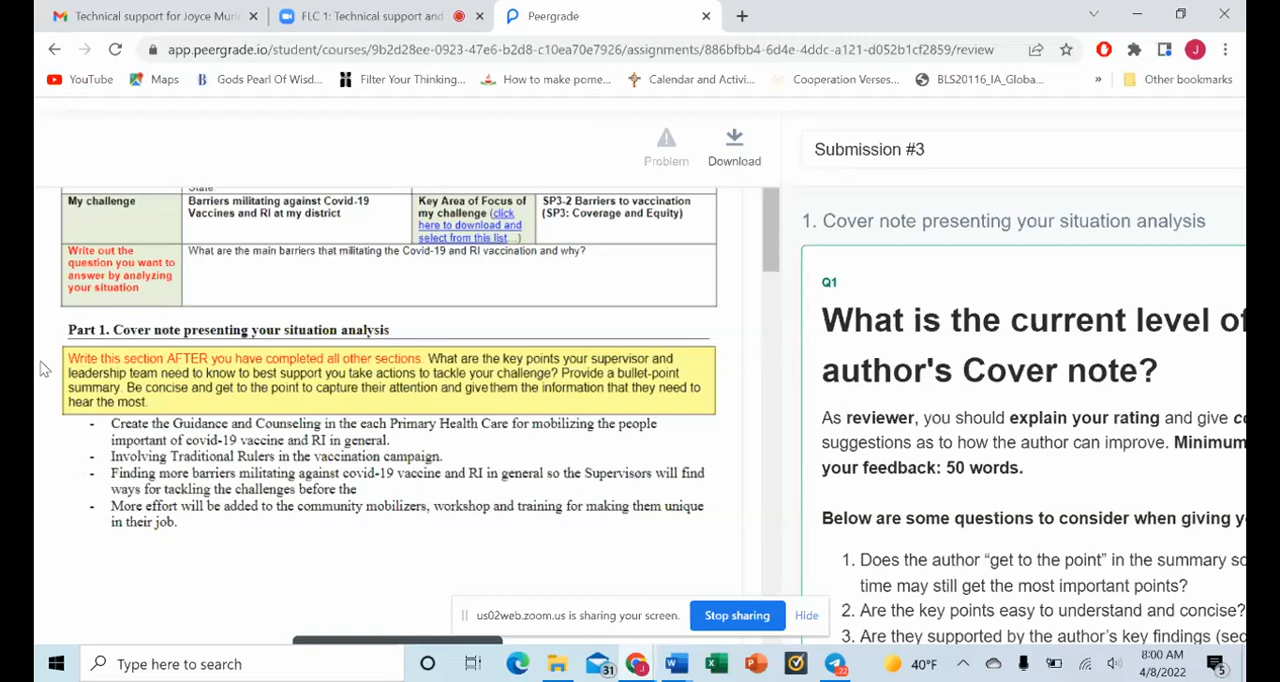 Technical support for Joyce Muri
FLC 1: Technical support and
Peergrade
app.peergrade.io/student/courses/9b2d28ee-0923-47e6-b2d8-c10ea70e7926/assignments/886bfbb4-6d4e-4ddc-a121-d052b1cf2859/review
J
YouTube
Maps
Gods Pearl Of Wisd...
Filter Your Thinking,...
How to make pome...
Calendar and Activi...
Cooperation Verses...
BLS20116_IA_Globa...
»
Other bookmarks
Problem
Download
Submission #3
State.
My challenge
Barriers militating against Covid-19
Vaccines and RI at my district
Key Area of Focus of
my challenge (click
here to download and
select from this list...)
SP3-2 Barriers to vaccination
(SP3: Coverage and Equity)
Write out the
question you want to
answer by analyzing
your situation
What are the main barriers that militating the Covid-19 and RI vaccination and why?
Part 1. Cover note presenting your situation analysis
Write this section AFTER you have completed all other sections. What are the key points your supervisor and
leadership team need to know to best support you take actions to tackle your challenge? Provide a bullet-point
summary. Be concise and get to the point to capture their attention and give them the information that they need to
hear the most.
- Create the Guidance and Counseling in the each Primary Health Care for mobilizing the people
important of covid-19 vaccine and RI in general.
- Involving Traditional Rulers in the vaccination campaign.
- Finding more barriers militating against covid-19 vaccine and RI in general so the Supervisors will find
ways for tackling the challenges before the
- More effort will be added to the community mobilizers, workshop and training for making them unique
in their job.
1. Cover note presenting your situation analysis
Q1
What is the current level of
author's Cover note?
As reviewer, you should explain your rating and give co
suggestions as to how the author can improve. Minimum
your feedback: 50 words.
Below are some questions to consider when giving y
1. Does the author “get to the point” in the summary so
time may still get the most important points?
2. Are the key points easy to understand and concise?
3. Are they supported by the author's key findings (sec
us02web.zoom.us is sharing your screen.
Stop sharing
Hide
Type here to search
31
22
40°F
8:00 AM
4/8/2022
5